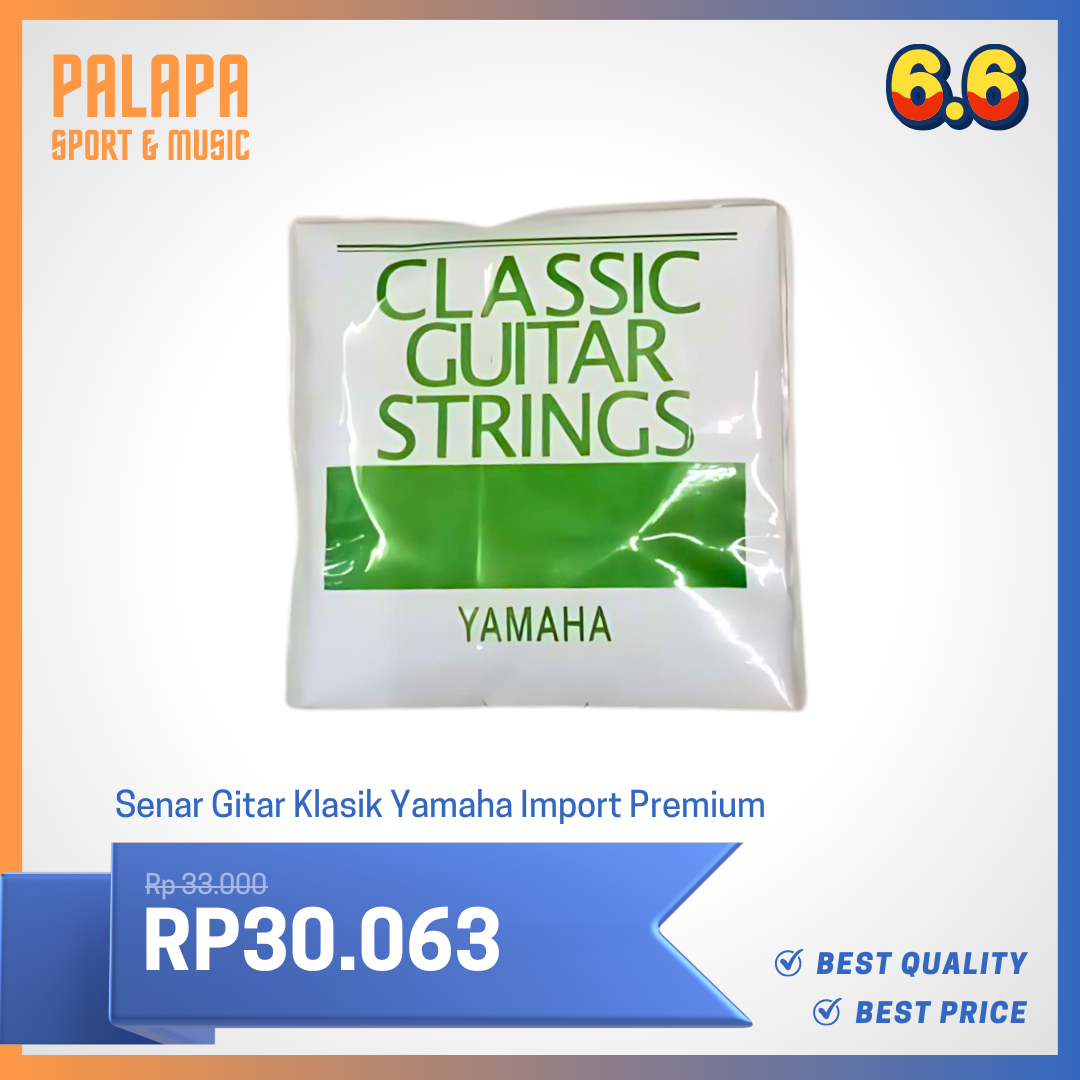 PALAPA
SPORT & MUSIC
6.6
CLASSIC
GUITAR
STRINGS
YAMAHA
Senar Gitar Klasik Yamaha Import Premium
Rp 33.000
RP30.063
BEST QUALITY
BEST PRICE